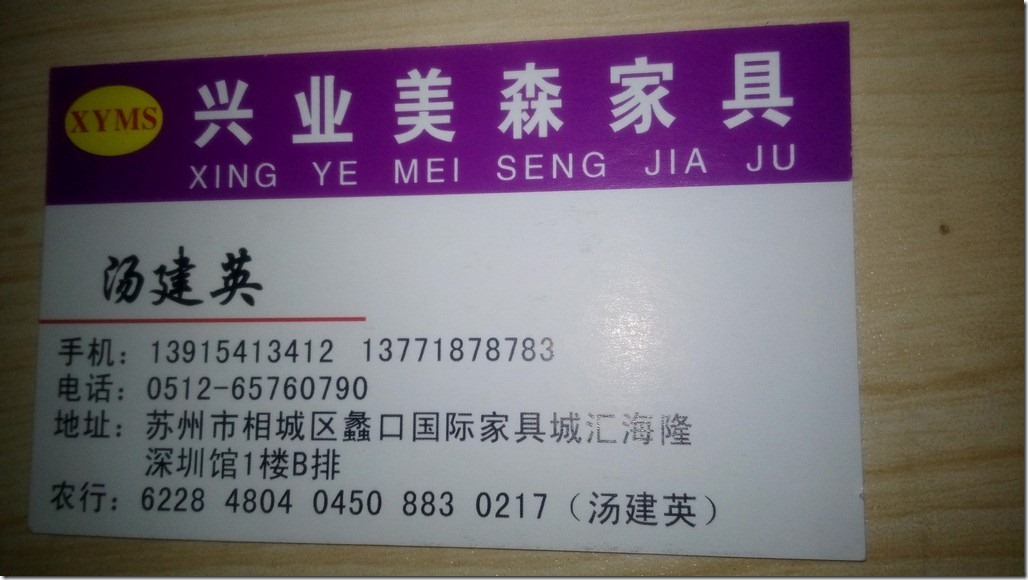 XYMS
兴业美森家具
XING YE MEI SENG JIA JU
汤建英
手机：13915413412 13771878783
电话：0512-65760790
地址：苏州市相城区蠡口国际家具城汇海隆
深圳馆1楼B排
农行：6228 4804 0450 883 0217（汤建英）